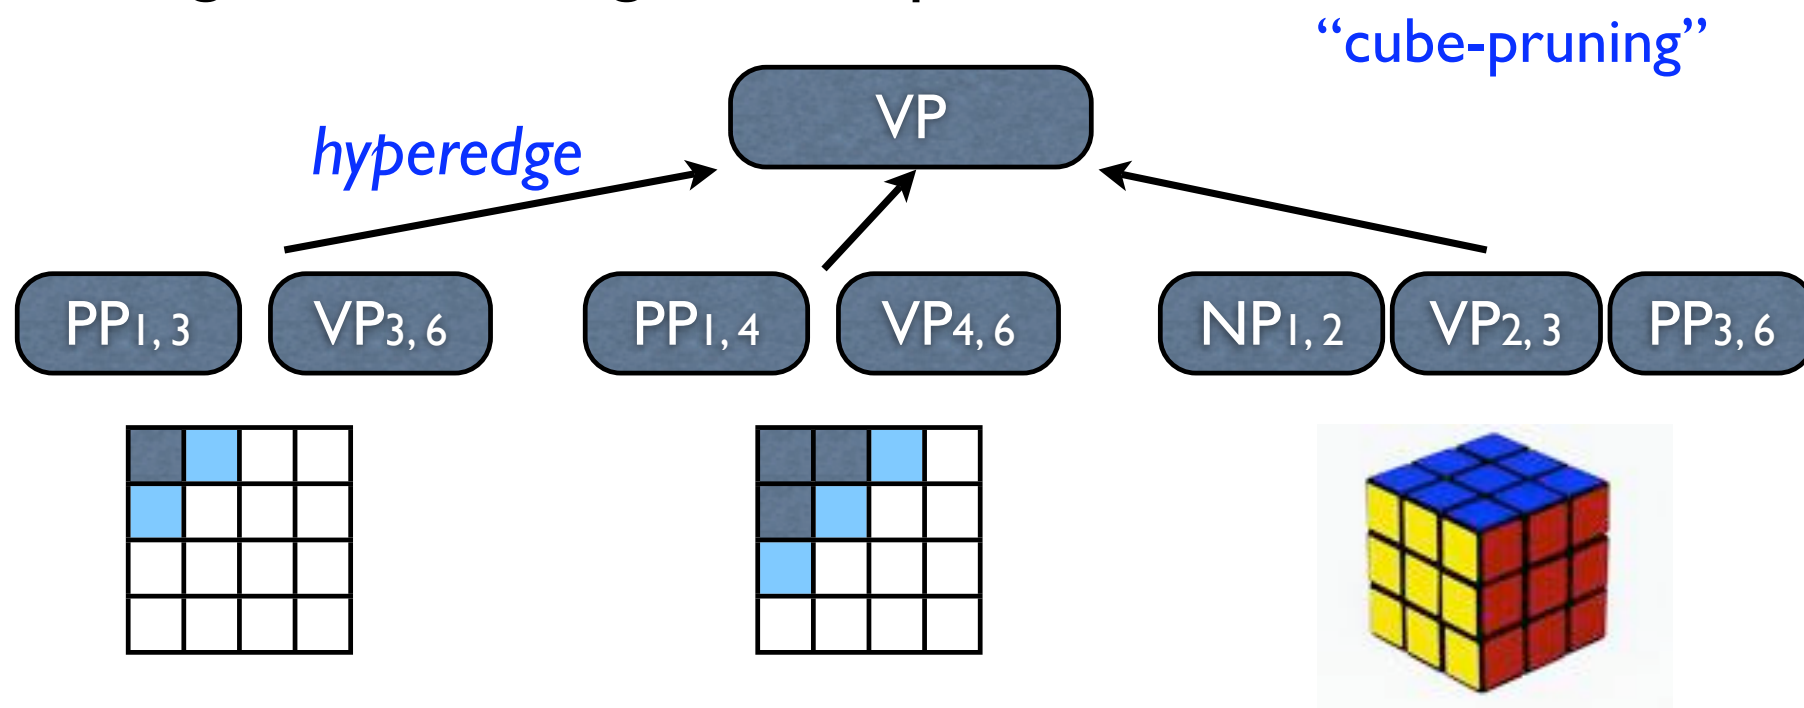 “cube-pruning”
VP
hyperedge
PP1, 3 VP3, 6 PP1, 4 VP4, 6 NP1, 2 VP2, 3 PP3, 6